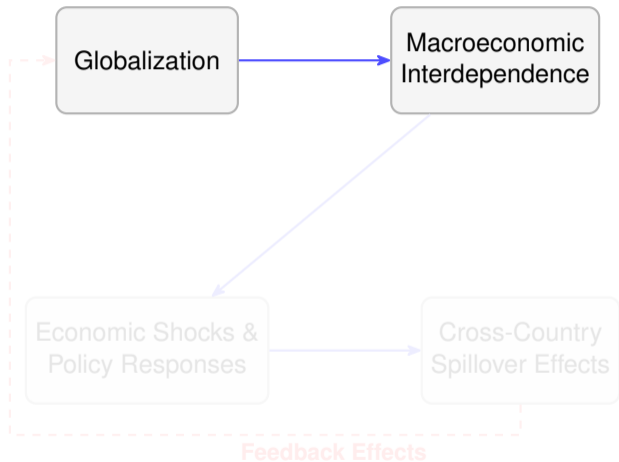 Globalization
Macroeconomic
Interdependence
Economic Shocks &
Policy Responses
Cross-Country
Spillover Effects
Feedback Effects